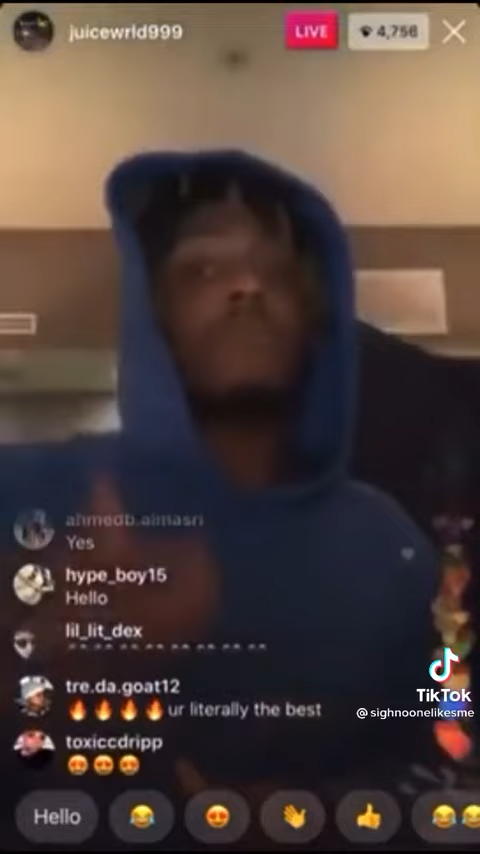 juicewrld999
LIVE
4,756
ahmedb.almasri
Yes
hype_boy15
Hello
lil_lit_dex
tre.da.goat12
🔥🔥🔥🔥ur literally the best
toxiccdripp
😍😍😍
TikTok
@sighnoonelikesme
Hello